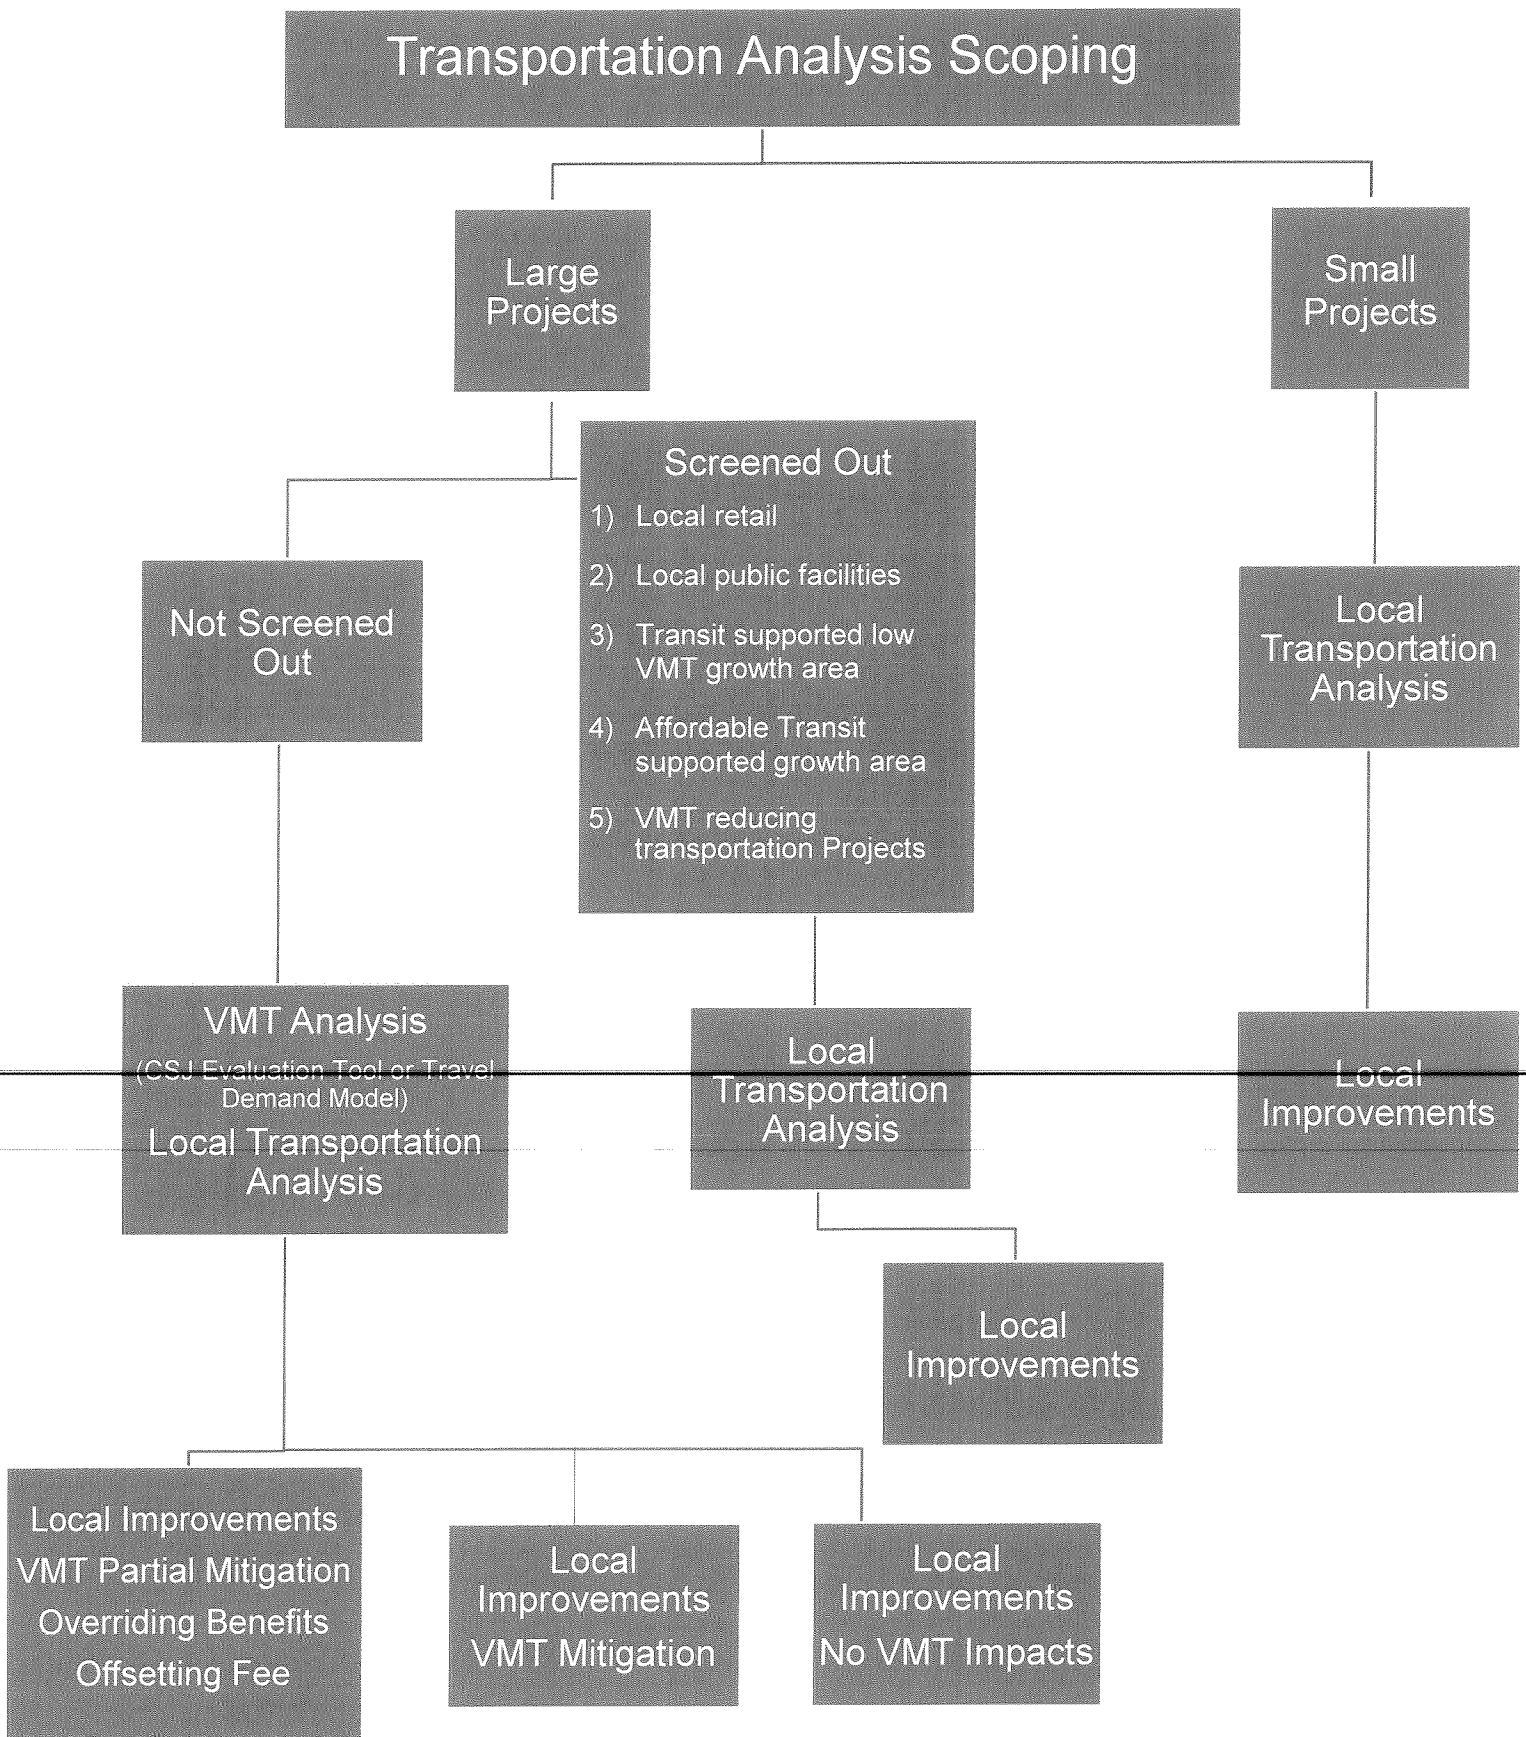 Transportation Analysis Scoping
Large
Projects
Small
Projects
Screened Out
1) Local retail
2) Local public facilities
3) Transit supported low
VMT growth area
4) Affordable Transit
supported growth area
5) VMT reducing
transportation Projects
Not Screened
Out
Local
Transportation
Analysis
VMT Analysis
(CSJ Evaluation Tool or Travel
Demand Model)
Local Transportation
Analysis
Local
Transportation
Analysis
Local
Improvements
Local
Improvements
Local Improvements
VMT Partial Mitigation
Overriding Benefits
Offsetting Fee
Local
Improvements
VMT Mitigation
Local
Improvements
No VMT Impacts